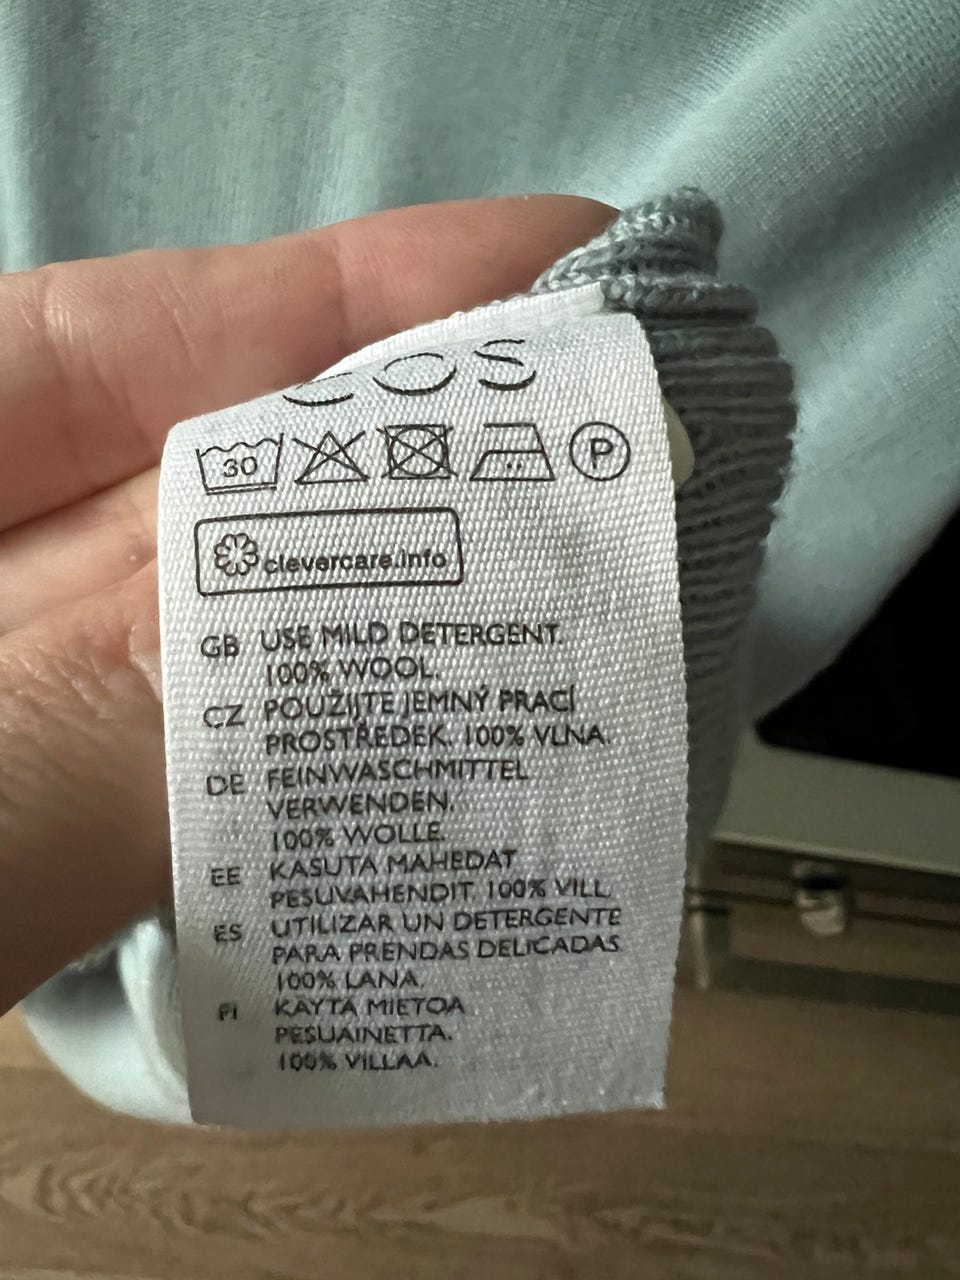 COS
30
P
clevercare.info
GB USE MILD DETERGENT.
100% WOOL.
CZ POUŽIJTE JEMNÝ PRACÍ
PROSTŘEDEK. 100% VLNA.
DE FEINWASCHMITTEL
VERWENDEN.
100% WOLLE.
EE KASUTA MAHEDAT
PESUVAHENDIT. 100% VILL.
ES UTILIZAR UN DETERGENTE
PARA PRENDAS DELICADAS
100% LANA.
FI KÄYTÄ MIETOA
PESUAINETTA.
100% VILLAA.